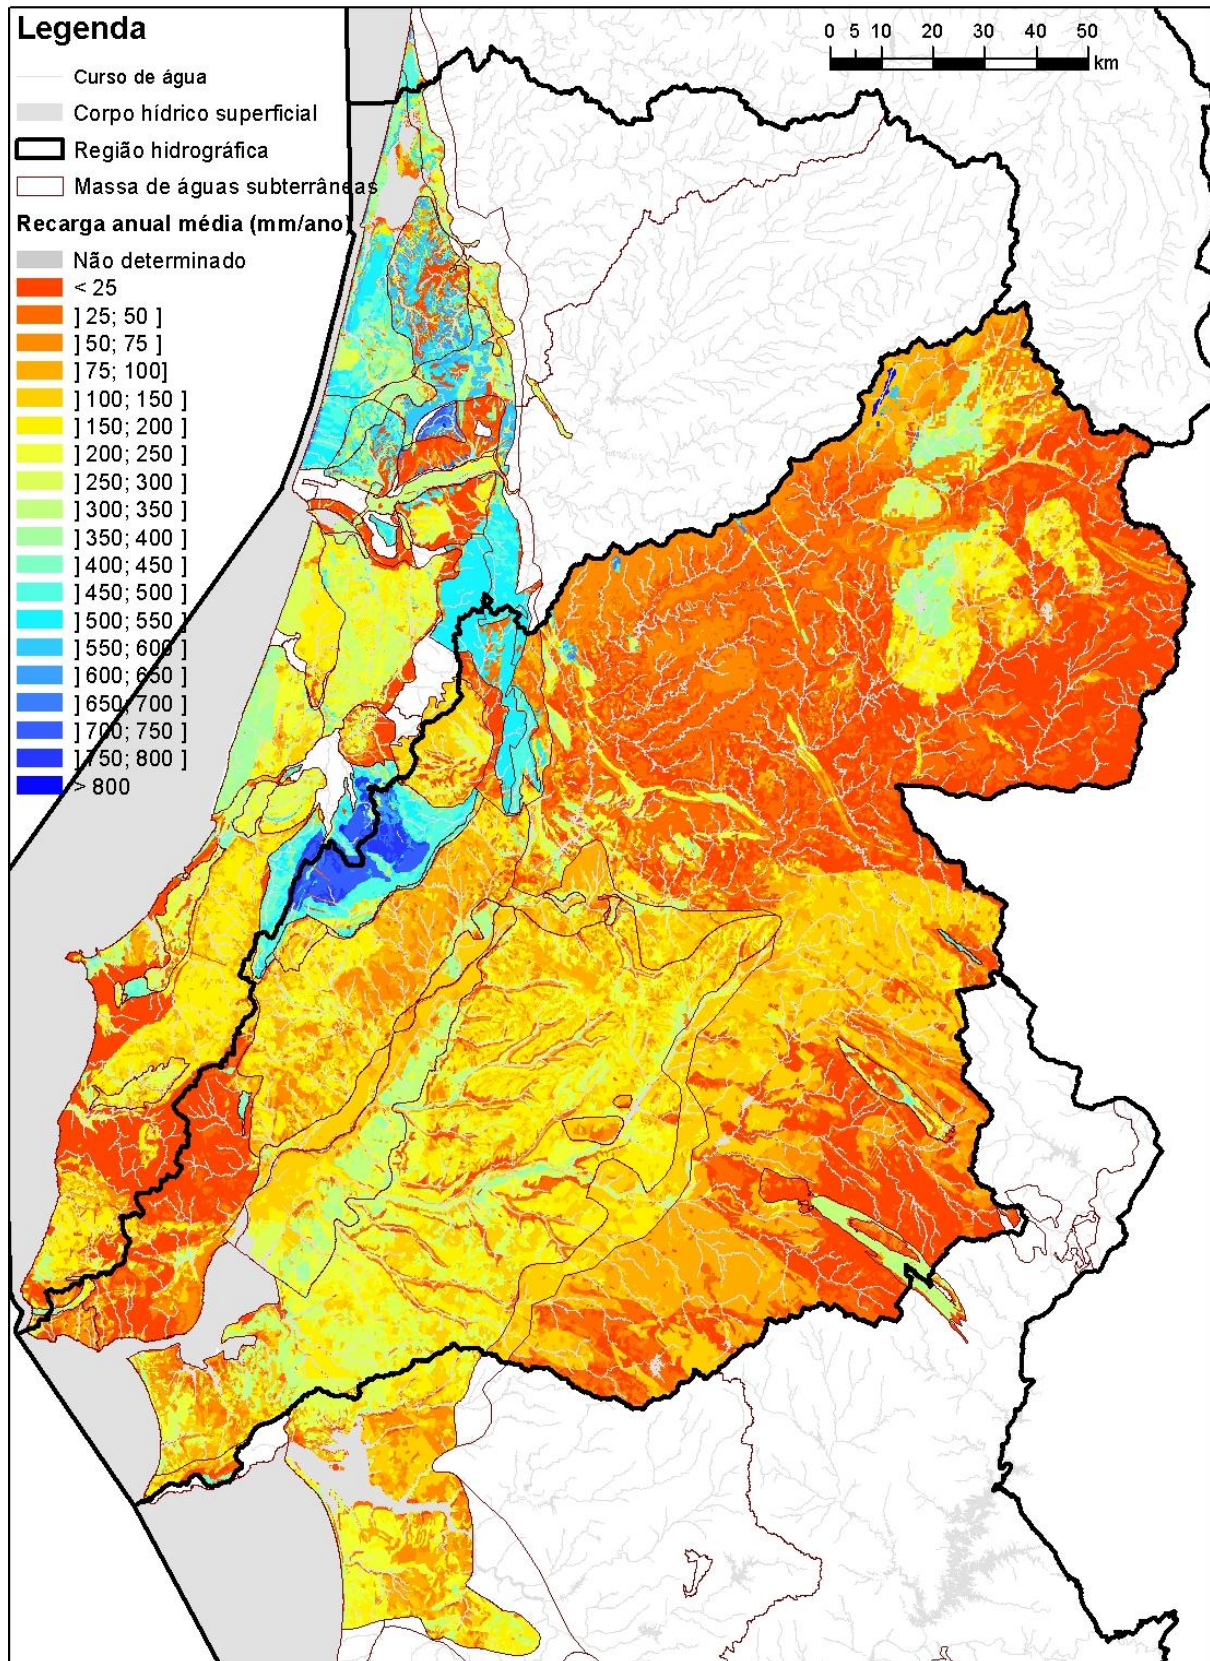 Legenda
Curso de água
Corpo hídrico superficial
Região hidrográfica
Massa de águas subterrâneas
Recarga anual média (mm/ano)
Não determinado
< 25
] 25; 50 ]
] 50; 75 ]
] 75; 100]
] 100; 150 ]
] 150; 200 ]
] 200; 250 ]
] 250; 300 ]
] 300; 350 ]
] 350; 400 ]
] 400; 450 ]
] 450; 500 ]
] 500; 550 ]
] 550; 600 ]
] 600; 650 ]
] 650; 700 ]
] 700; 750 ]
] 750; 800 ]
> 800
0 5 10 20 30 40 50
km